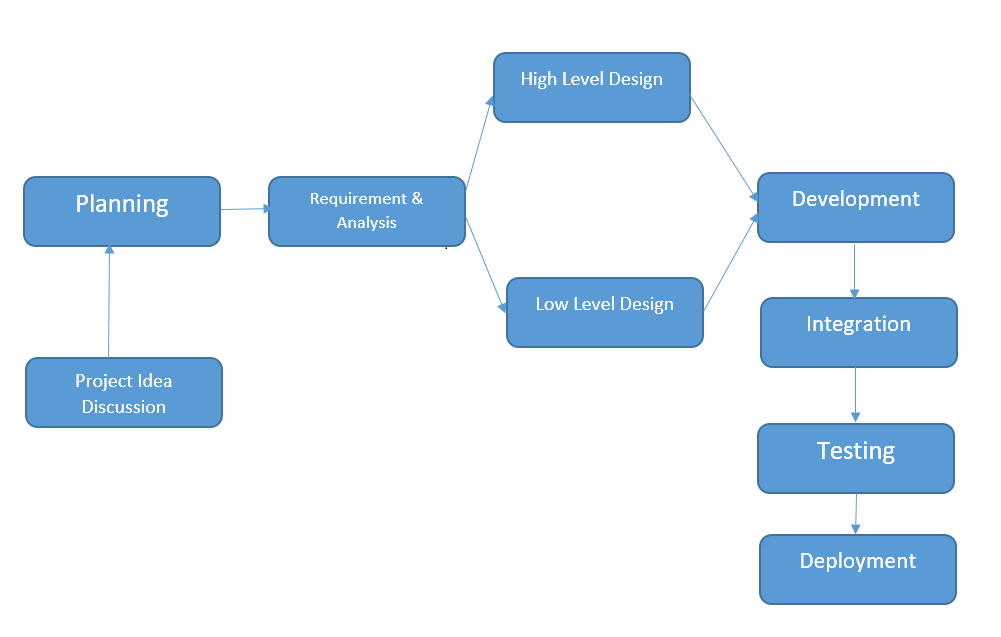 High Level Design
Planning
Requirement &
Analysis
Development
Low Level Design
Integration
Project Idea
Discussion
Testing
Deployment